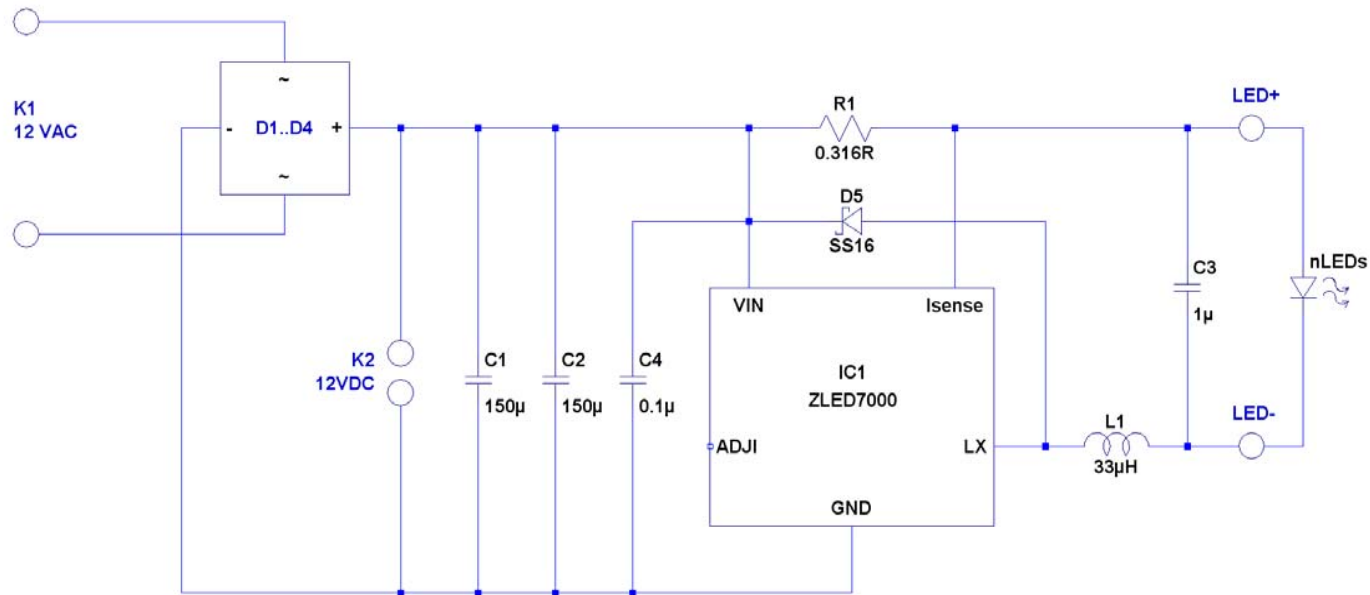 K1
12 VAC
~
-
D1..D4
+
~
K2
12VDC
C1
150µ
C2
150µ
C4
0.1µ
R1
0.316R
D5
SS16
VIN
Isense
IC1
ZLED7000
ADJI
LX
GND
L1
33µH
C3
1µ
LED+
nLEDs
LED-